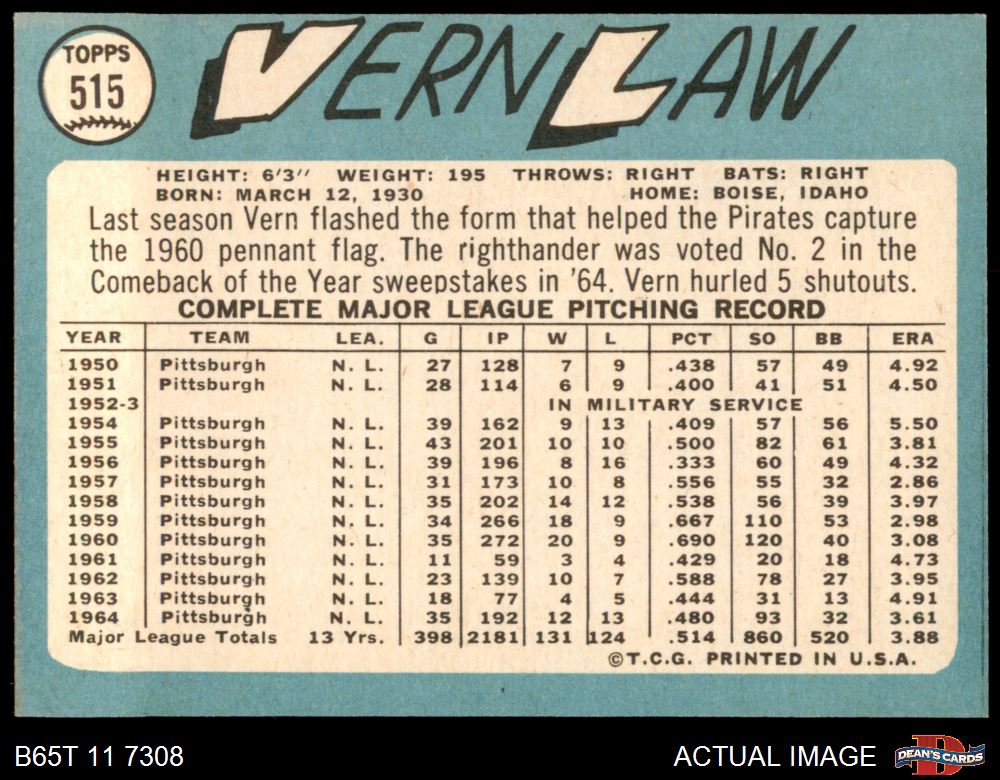 TOPPS
515
VERN LAW
HEIGHT: 6'3" WEIGHT: 195 THROWS: RIGHT BATS: RIGHT
BORN: MARCH 12, 1930 HOME: BOISE, IDAHO
Last season Vern flashed the form that helped the Pirates capture
the 1960 pennant flag. The righthander was voted No. 2 in the
Comeback of the Year sweepstakes in '64. Vern hurled 5 shutouts.
COMPLETE MAJOR LEAGUE PITCHING RECORD
YEAR TEAM LEA. G IP W L PCT SO BB ERA
1950 Pittsburgh N. L. 27 128 7 9 .438 57 49 4.92
1951 Pittsburgh N. L. 28 114 6 9 .400 41 51 4.50
1952-3 IN MILITARY SERVICE
1954 Pittsburgh N. L. 39 162 9 13 .409 57 56 5.50
1955 Pittsburgh N. L. 43 201 10 10 .500 82 61 3.81
1956 Pittsburgh N. L. 39 196 8 16 .333 60 49 4.32
1957 Pittsburgh N. L. 31 173 10 8 .556 55 32 2.86
1958 Pittsburgh N. L. 35 202 14 12 .538 56 39 3.97
1959 Pittsburgh N. L. 34 266 18 9 .667 110 53 2.98
1960 Pittsburgh N. L. 35 272 20 9 .690 120 40 3.08
1961 Pittsburgh N. L. 11 59 3 4 .429 20 18 4.73
1962 Pittsburgh N. L. 23 139 10 7 .588 78 27 3.95
1963 Pittsburgh N. L. 18 77 4 5 .444 31 13 4.91
1964 Pittsburgh N. L. 35 192 12 13 .480 93 32 3.61
Major League Totals 13 Yrs. 398 2181 131 124 .514 860 520 3.88
©T.C.G. PRINTED IN U.S.A.
B65T 11 7308 ACTUAL IMAGE DEAN'S CARDS